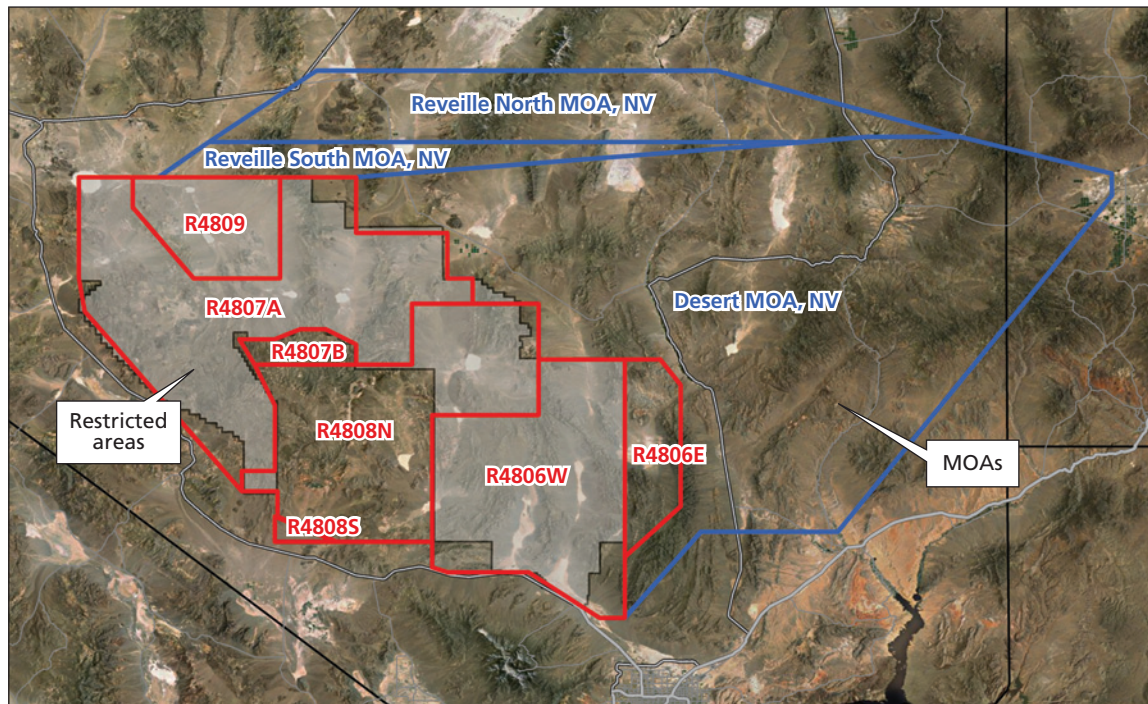 Reveille North MOA, NV
Reveille South MOA, NV
R4809
R4807A
Desert MOA, NV
R4807B
Restricted
areas
R4808N
R4806E
MOAs
R4806W
R4808S